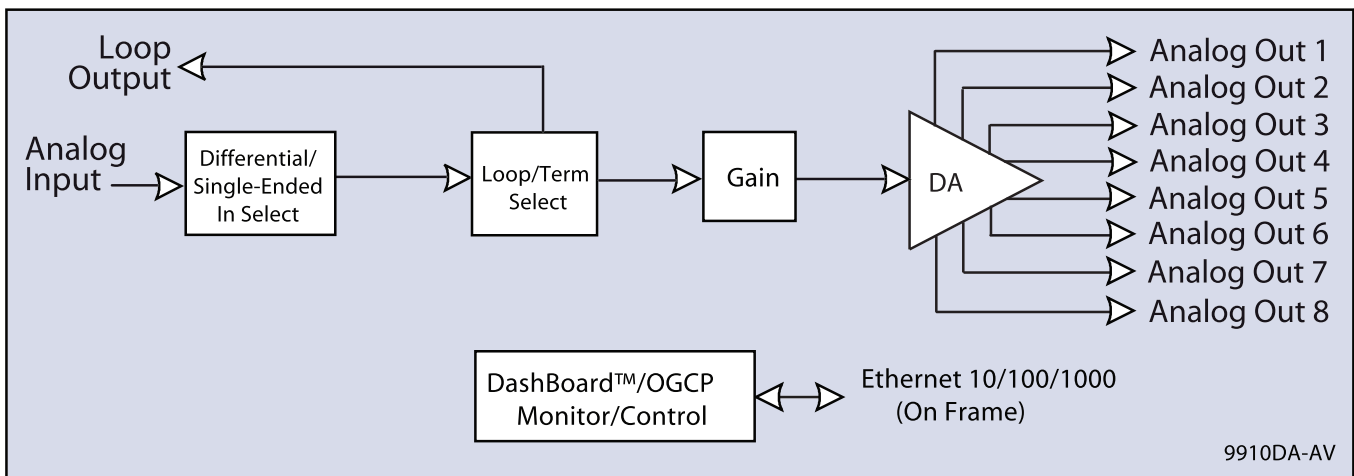 Loop
Output
Analog
Input
Differential/
Single-Ended
In Select
Loop/Term
Select
Gain
DA
Analog Out 1
Analog Out 2
Analog Out 3
Analog Out 4
Analog Out 5
Analog Out 6
Analog Out 7
Analog Out 8
DashBoard™/OGCP
Monitor/Control
Ethernet 10/100/1000
(On Frame)
9910DA-AV